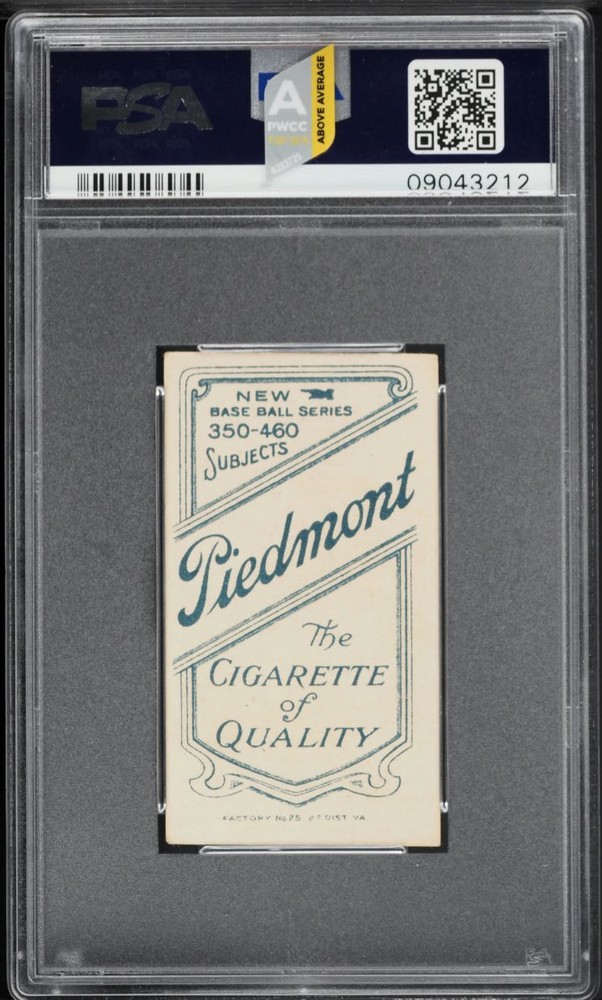 PSA
A
PWCC
ABOVE AVERAGE
09043212
NEW
BASE BALL SERIES
350-460
SUBJECTS
Piedmont
The
CIGARETTE
of
QUALITY
FACTORY No 25. 2D DIST. VA.